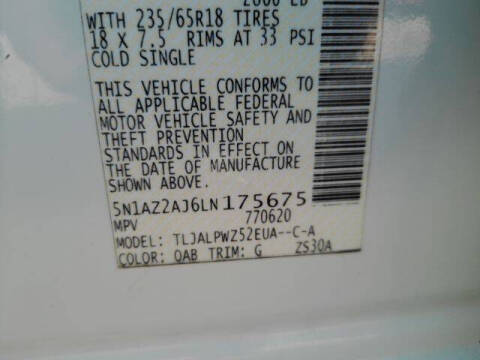 WITH 235/65R18 TIRES
18 X 7.5 RIMS AT 33 PSI
COLD SINGLE
THIS VEHICLE CONFORMS TO
ALL APPLICABLE FEDERAL
MOTOR VEHICLE SAFETY AND
THEFT PREVENTION
STANDARDS IN EFFECT ON
THE DATE OF MANUFACTURE
SHOWN ABOVE.
5N1AZ2AJ6LN 175675
MPV 770620
MODEL: TLJALPWZ52EUA--C-A
COLOR: QAB TRIM: G ZS30A